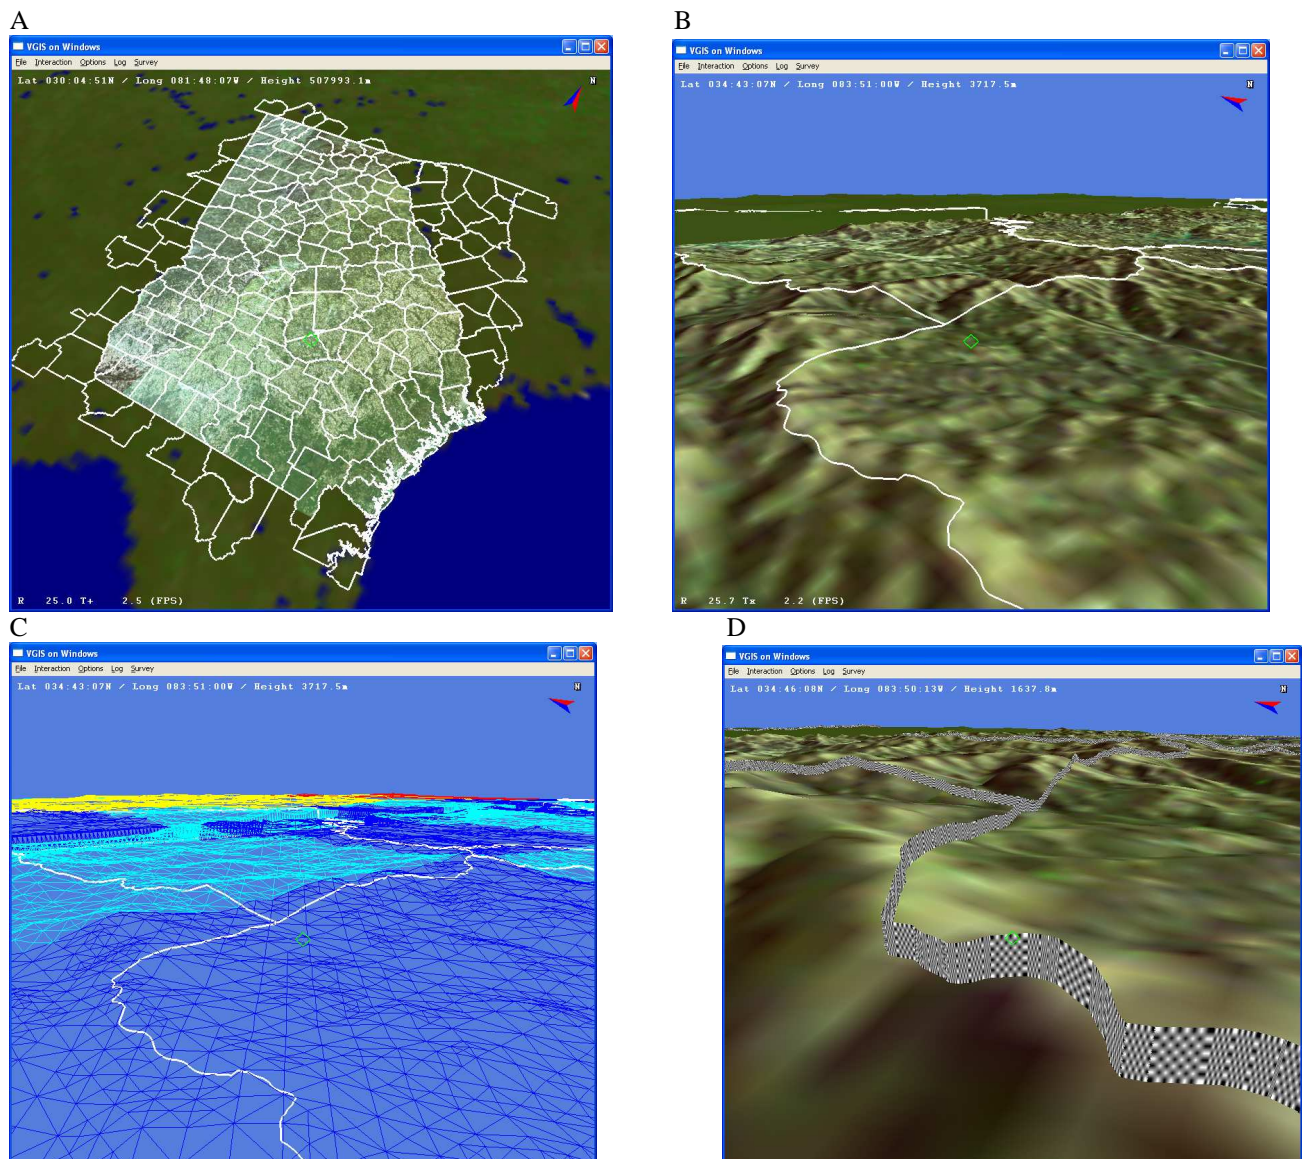 A
VGIS on Windows
File Interaction Options Log Survey
Lat 030:04:51N / Long 081:48:07W / Height 507993.1m
N
R 25.0 T+ 2.5 (FPS)
B
VGIS on Windows
File Interaction Options Log Survey
Lat 034:43:07N / Long 083:51:00W / Height 3717.5m
N
R 25.7 Tx 2.2 (FPS)
C
VGIS on Windows
File Interaction Options Log Survey
Lat 034:43:07N / Long 083:51:00W / Height 3717.5m
N
D
VGIS on Windows
File Interaction Options Log Survey
Lat 034:46:08N / Long 083:50:13W / Height 1637.8m
N